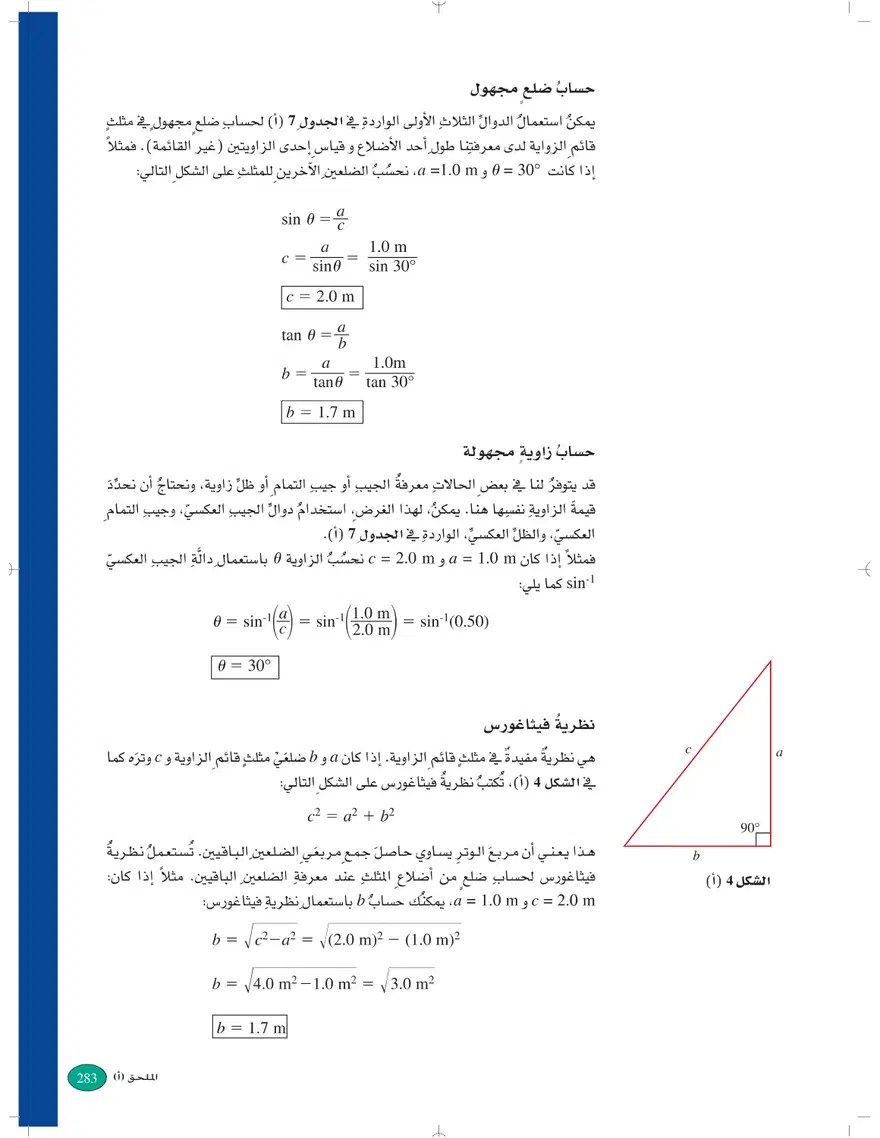 حسابُ ضلعٍ مجهول
يمكنُ استعمالُ الدوالِّ الثلاثِ الأولى الواردةِ في الجدول 7 (أ) لحسابِ ضلعٍ مجهولٍ في مثلثٍ
قائمِ الزواية لدى معرفتِنا طول أحد الأضلاع و قياس إحدى الزاويتين (غير القائمة). فمثلاً
إذا كانت θ = 30° و a =1.0 m، نحسُبُ الضلعينِ الآخرينِ للمثلثِ على الشكلِ التالي:
sin θ = a/c
c = a/sinθ = 1.0 m/sin 30°
c = 2.0 m
tan θ = a/b
b = a/tanθ = 1.0m/tan 30°
b = 1.7 m
حسابُ زاويةٍ مجهولة
قد يتوفرُ لنا في بعضِ الحالاتِ معرفةُ الجيبِ أو جيبِ التمامِ أو ظلِّ زاوية، ونحتاجُ أن نحدِّدَ
قيمةَ الزاويةِ نفسِها هنا. يمكنُ، لهذا الغرضِ، استخدامُ دوالِّ الجيبِ العكسيّ، وجيبِ التمامِ
العكسيّ، والظلِّ العكسيِّ، الواردةِ في الجدول 7 (أ).
فمثلاً إذا كان a = 1.0 m و c = 2.0 m نحسُبُ الزاوية θ باستعمالِ دالَّةِ الجيبِ العكسيّ
sin-1 كما يلي:
θ = sin-1(a/c) = sin-1(1.0 m/2.0 m) = sin-1(0.50)
θ = 30°
نظريةُ فيثاغورس
هي نظريةٌ مفيدةٌ في مثلثٍ قائمِ الزاوية. إذا كان a و b ضلعَيْ مثلثٍ قائمِ الزاوية و c وترَه كما
في الشكل 4 (أ)، تُكتبُ نظريةُ فيثاغورس على الشكلِ التالي:
c² = a² + b²
هذا يعني أن مربعَ الوترِ يساوي حاصلَ جمعِ مربعَيِ الضلعينِ الباقيين. تُستعملُ نظريةُ
فيثاغورس لحسابِ ضلعٍ من أضلاعِ المثلثِ عند معرفةِ الضلعينِ الباقيين. مثلاً إذا كان:
c = 2.0 m و a = 1.0 m، يمكنُك حسابُ b باستعمالِ نظريةِ فيثاغورس:
b = √c²−a² = √(2.0 m)² − (1.0 m)²
b = √4.0 m² −1.0 m² = √3.0 m²
b = 1.7 m
c
a
90°
b
الشكل 4 (أ)
الملحق (أ) 283